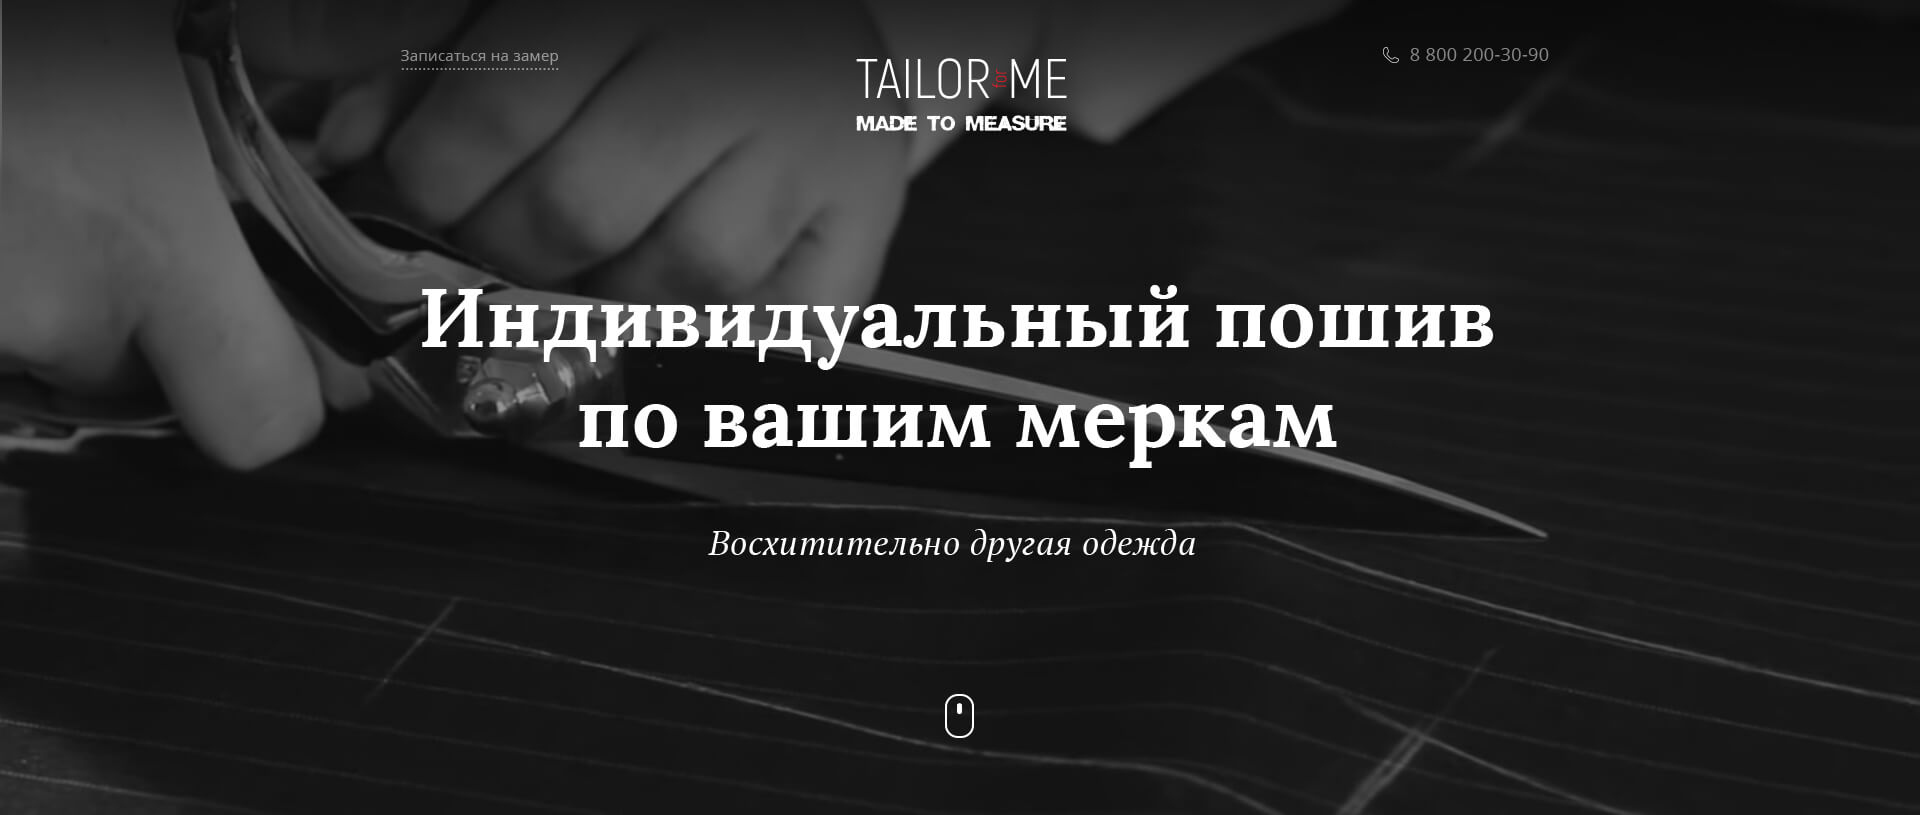 Записаться на замер
TAILOR for ME
MADE TO MEASURE
8 800 200-30-90
Индивидуальный пошив
по вашим меркам
Восхитительно другая одежда